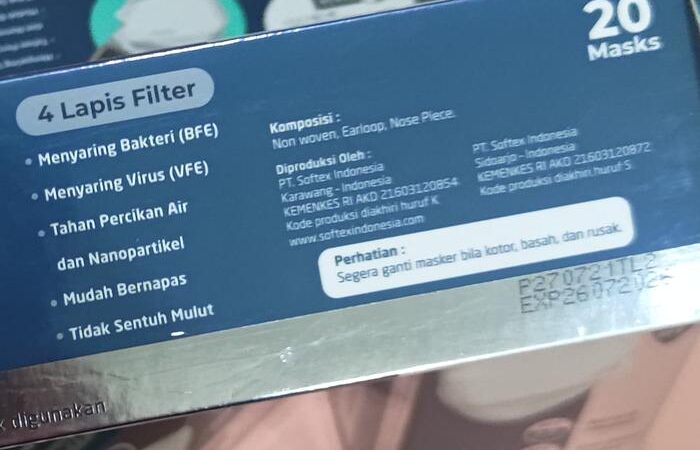 20
Masks
4 Lapis Filter
Menyaring Bakteri (BFE)
Menyaring Virus (VFE)
Tahan Percikan Air
dan Nanopartikel
Mudah Bernapas
Tidak Sentuh Mulut
Komposisi :
Non woven, Earloop, Nose Piece.
Diproduksi Oleh :
PT. Softex Indonesia
Karawang - Indonesia
KEMENKES RI AKD 21603120854
Kode produksi diakhiri huruf K
www.softexindonesia.com
PT. Softex Indonesia
Sidoarjo - Indonesia
KEMENKES RI AKD 21603120872
Kode produksi diakhiri huruf S
Perhatian :
Segera ganti masker bila kotor, basah, dan rusak.
P270721TL2
digunakan